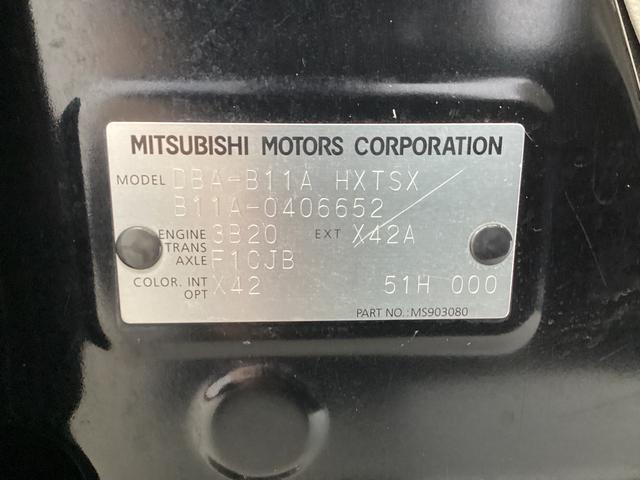 MITSUBISHI MOTORS CORPORATION
MODEL DBA-B11A HXTSX
B11A-0406652
ENGINE 3B20 EXT X42A
TRANS AXLE F1CJB
COLOR. INT OPT X42 51H 000
PART NO.:MS903080